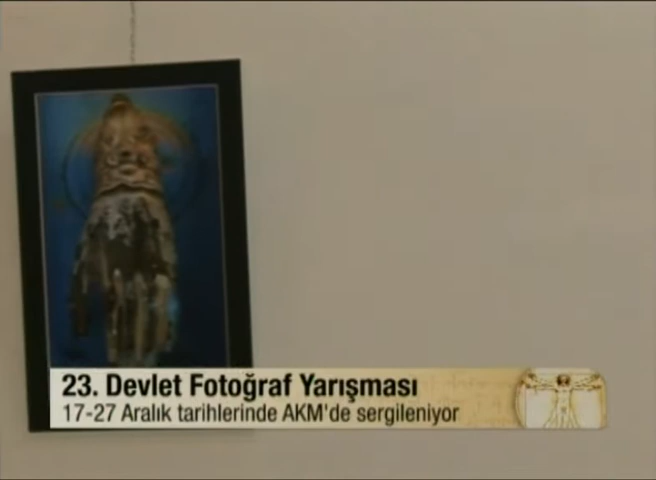 23. Devlet Fotoğraf Yarışması
17-27 Aralık tarihlerinde AKM'de sergileniyor